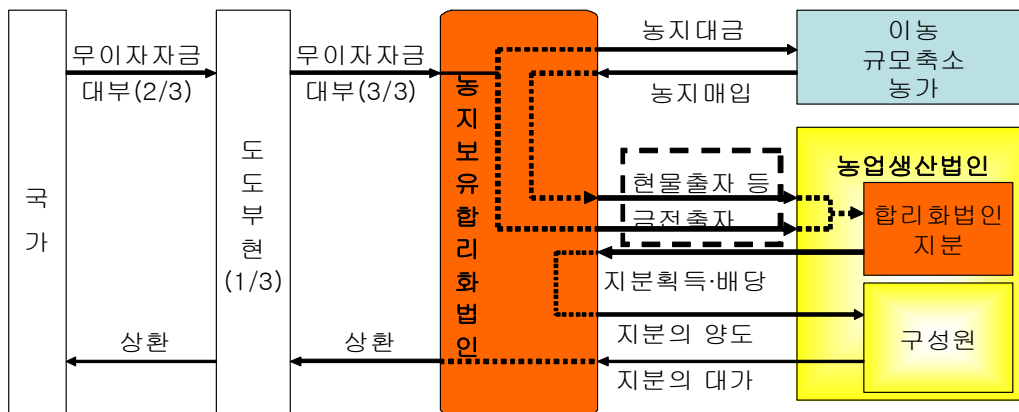 국
가
무이자자금
대부(2/3)
상환
도
도
부
현
(1/3)
무이자자금
대부(3/3)
상환
농
지
보
유
합
리
화
법
인
농지대금
농지매입
현물출자 등
금전출자
지분획득·배당
지분의 양도
지분의 대가
이농
규모축소
농가
농업생산법인
합리화법인
지분
구성원